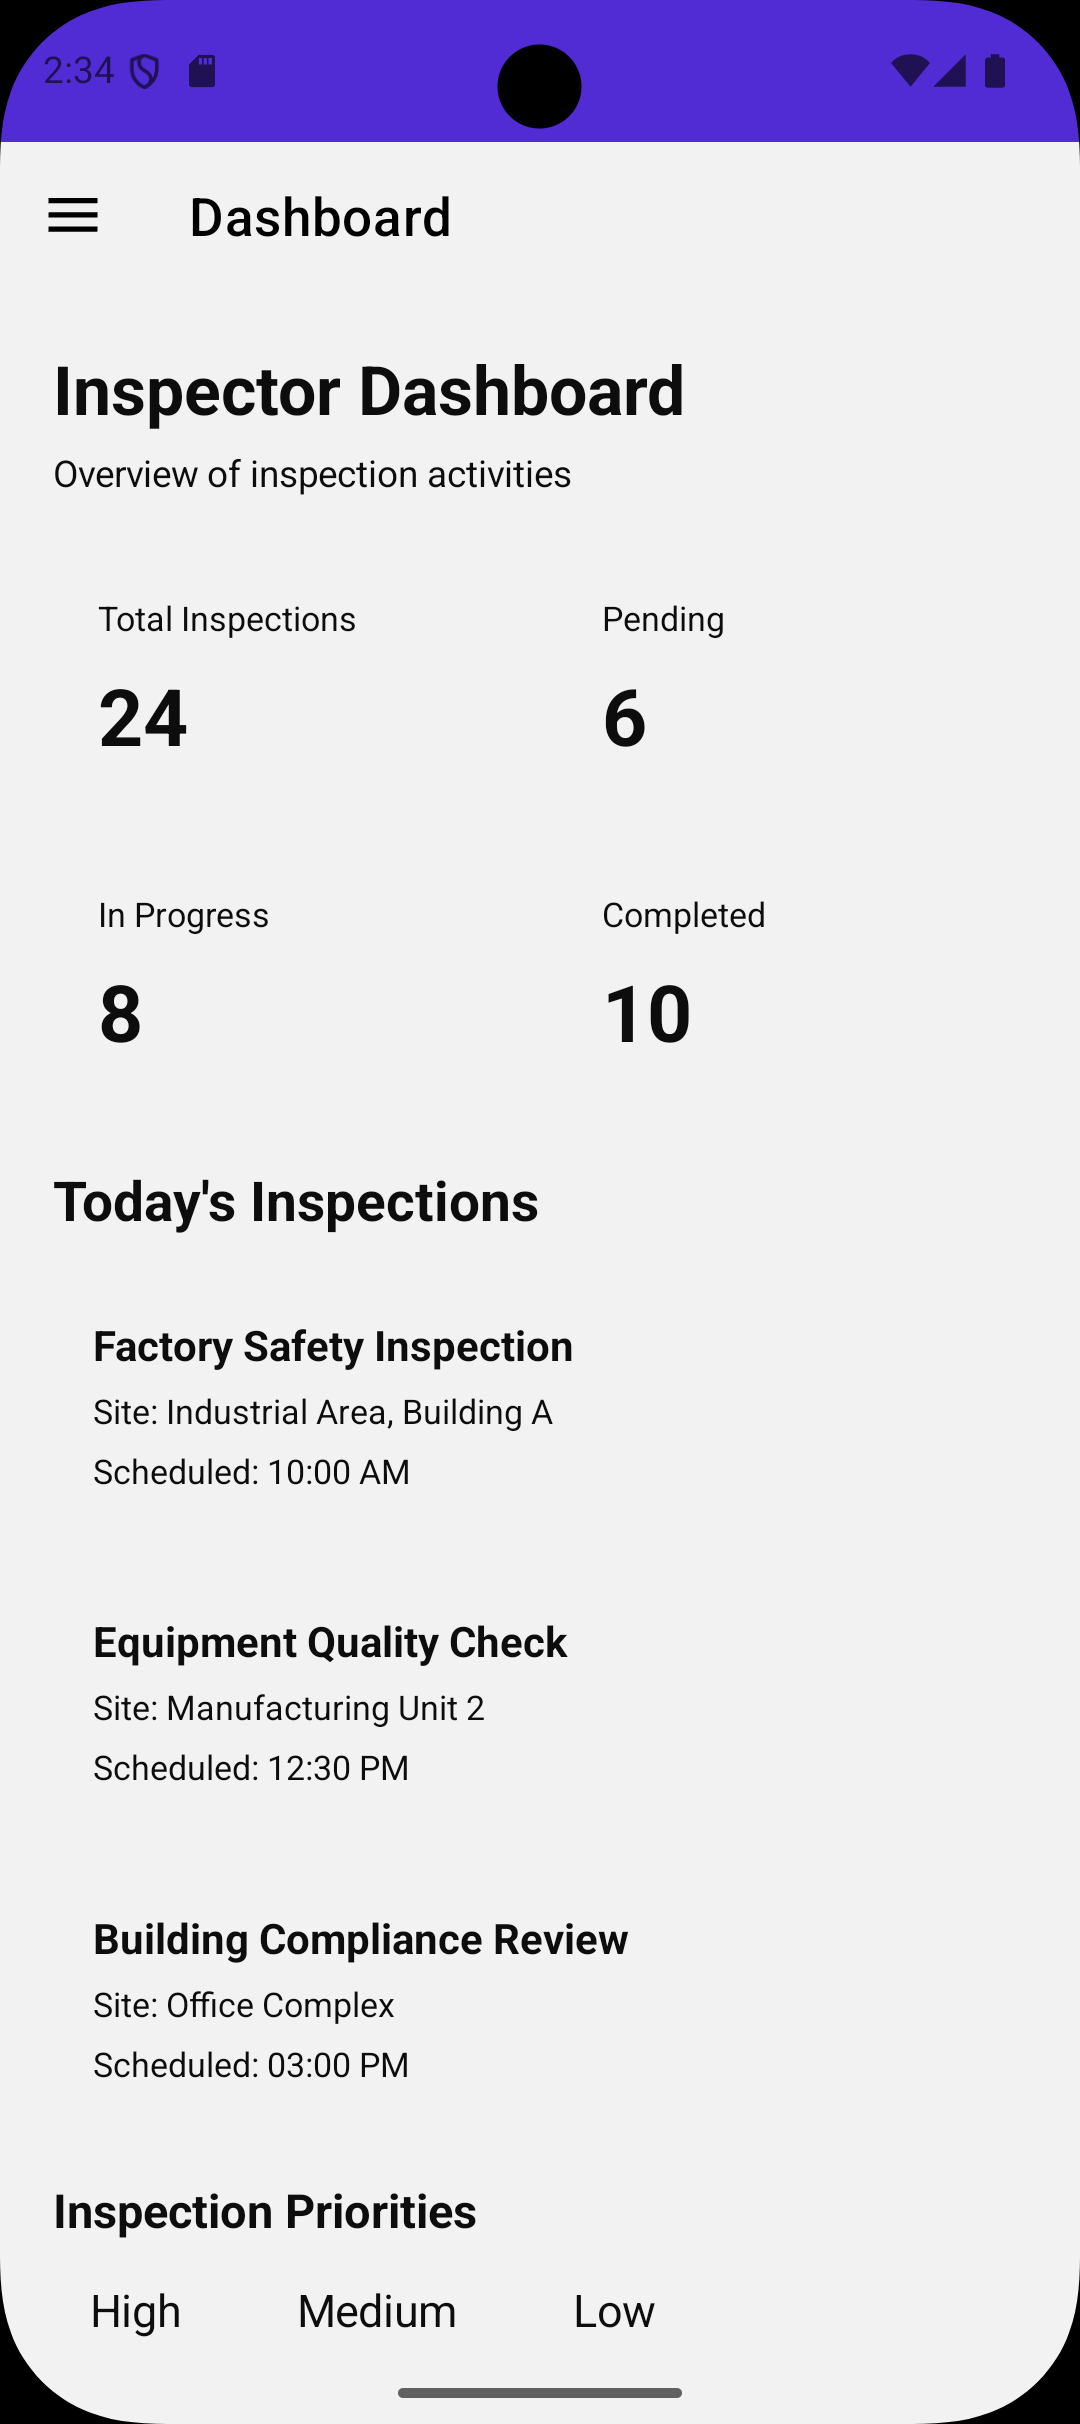 2:34
Dashboard
Inspector Dashboard
Overview of inspection activities
Total Inspections
Pending
24
6
In Progress
Completed
8
10
Today's Inspections
Factory Safety Inspection
Site: Industrial Area, Building A
Scheduled: 10:00 AM
Equipment Quality Check
Site: Manufacturing Unit 2
Scheduled: 12:30 PM
Building Compliance Review
Site: Office Complex
Scheduled: 03:00 PM
Inspection Priorities
High Medium Low